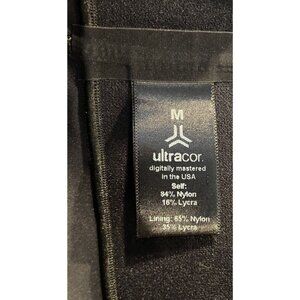 M
ultracor.
digitally mastered
in the USA
Self:
84% Nylon
16% Lycra
Lining: 65% Nylon
35% Lycra